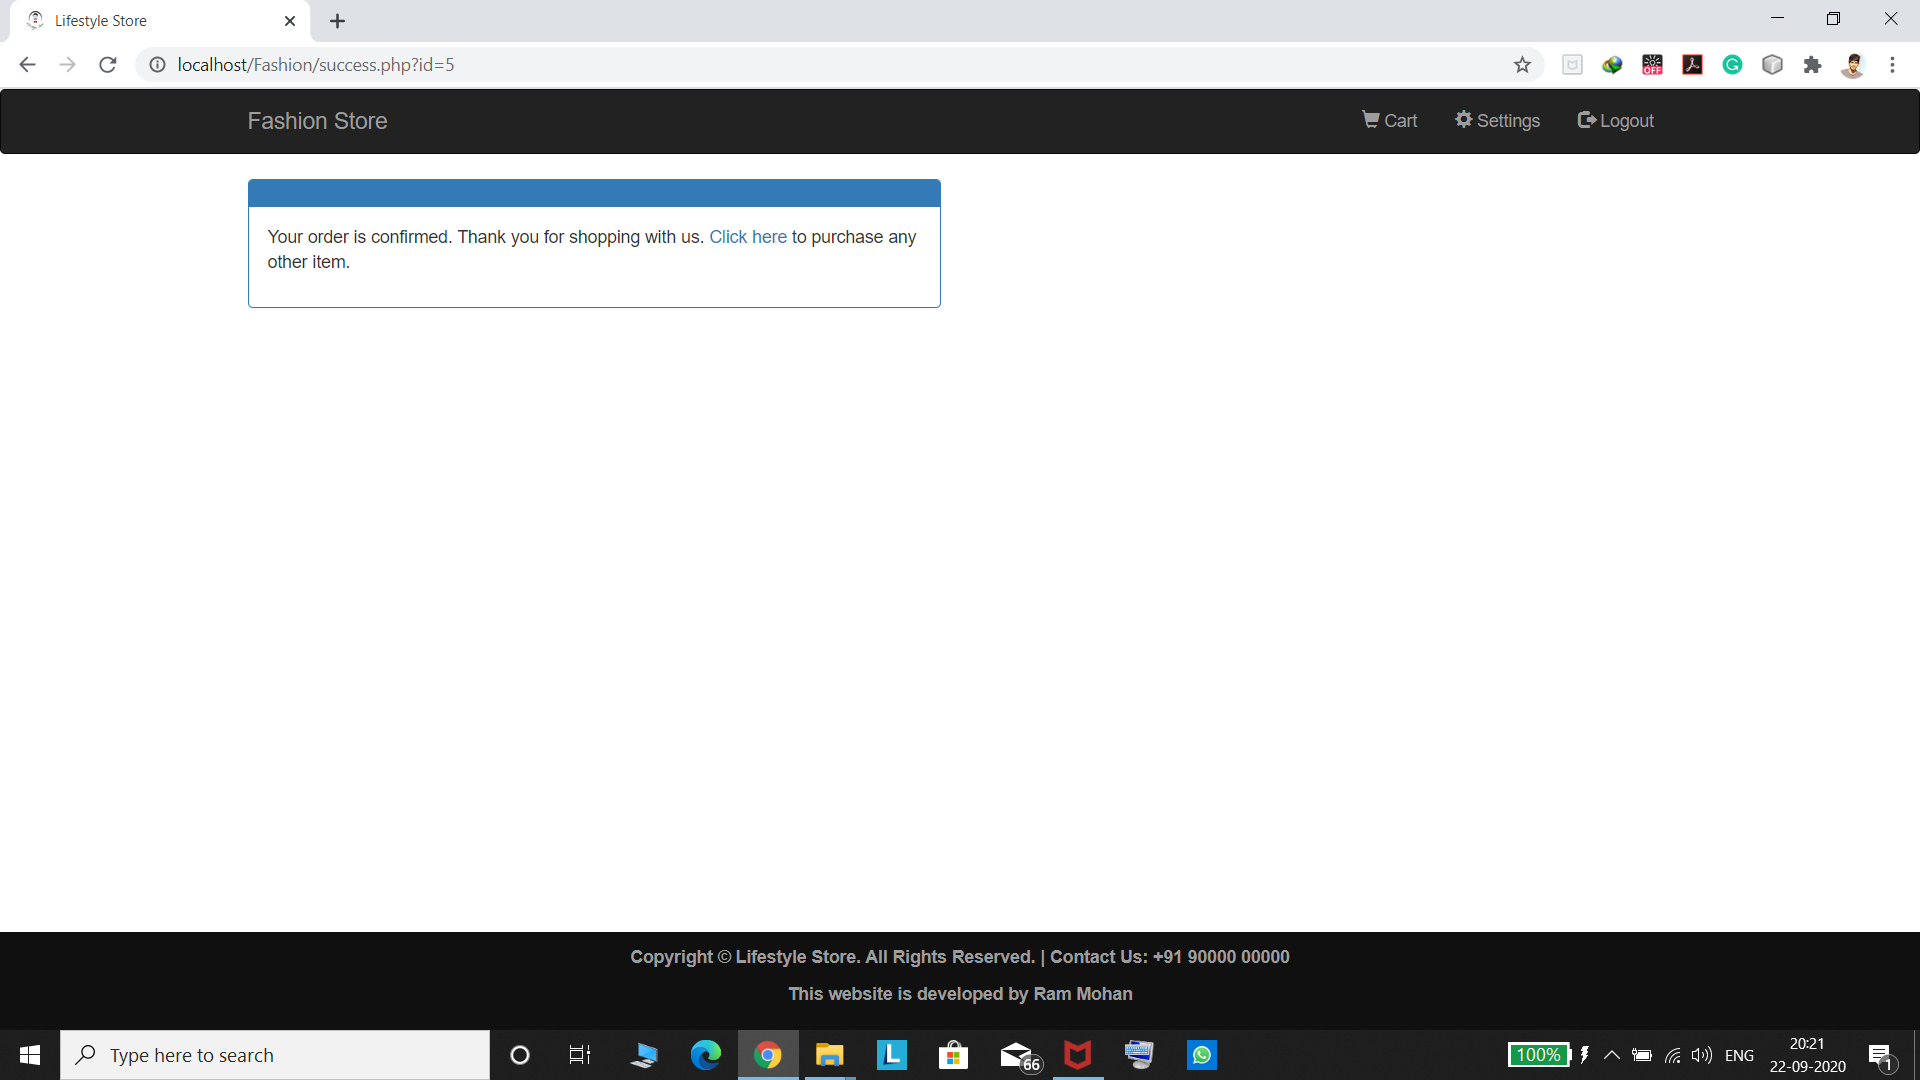 Lifestyle Store
localhost/Fashion/success.php?id=5
OFF
Fashion Store
Cart
Settings
Logout
Your order is confirmed. Thank you for shopping with us. Click here to purchase any
other item.
Copyright © Lifestyle Store. All Rights Reserved. | Contact Us: +91 90000 00000
This website is developed by Ram Mohan
Type here to search
L
66
100%
ENG
20:21
22-09-2020
1